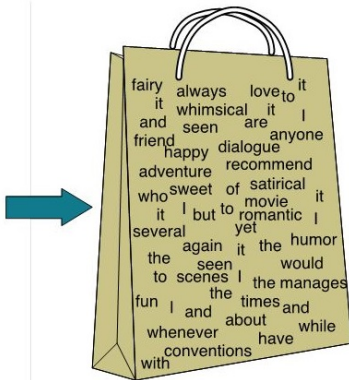 fairy always love to it
it whimsical it I
and seen are anyone
friend happy dialogue
adventure recommend
who sweet of satirical it
it I but to movie romantic I
several yet
again it the humor
the seen would
to scenes I the manages
fun the times and
I and about while
whenever have
conventions
with